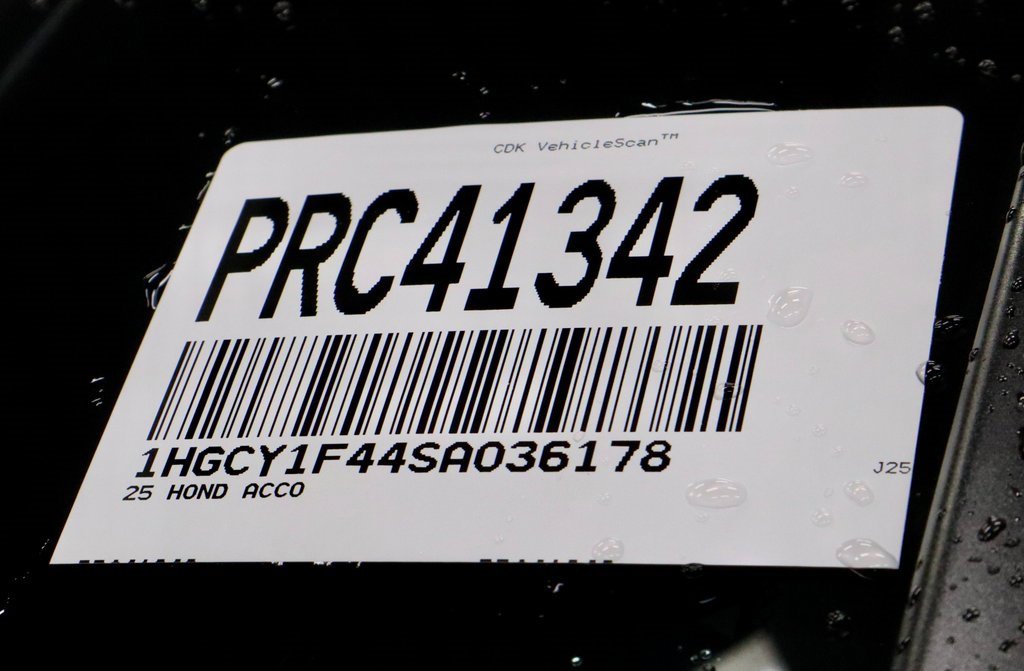 CDK VehicleScan™
PRC41342
1HGCY1F44SA036178
25 HOND ACCO
J25